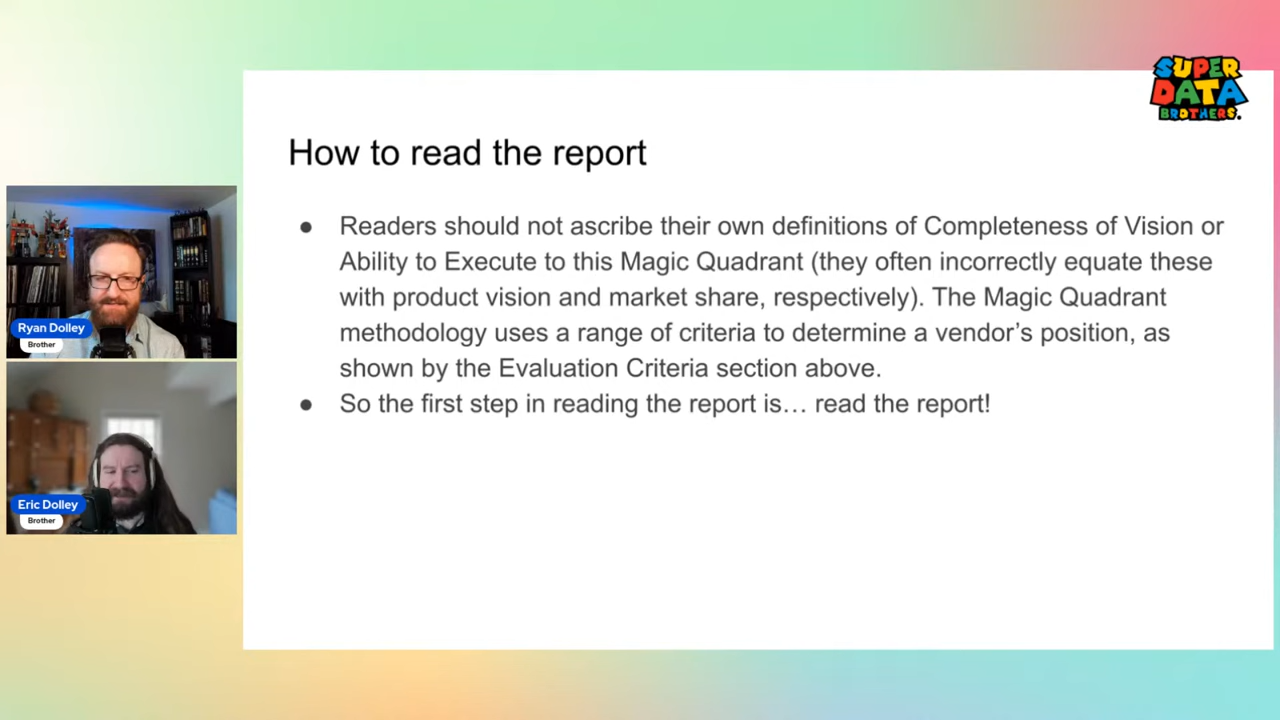 SUPER
DATA
BROTHERS.
How to read the report
● Readers should not ascribe their own definitions of Completeness of Vision or
Ability to Execute to this Magic Quadrant (they often incorrectly equate these
with product vision and market share, respectively). The Magic Quadrant
methodology uses a range of criteria to determine a vendor’s position, as
shown by the Evaluation Criteria section above.
● So the first step in reading the report is… read the report!
Ryan Dolley
Brother
Eric Dolley
Brother